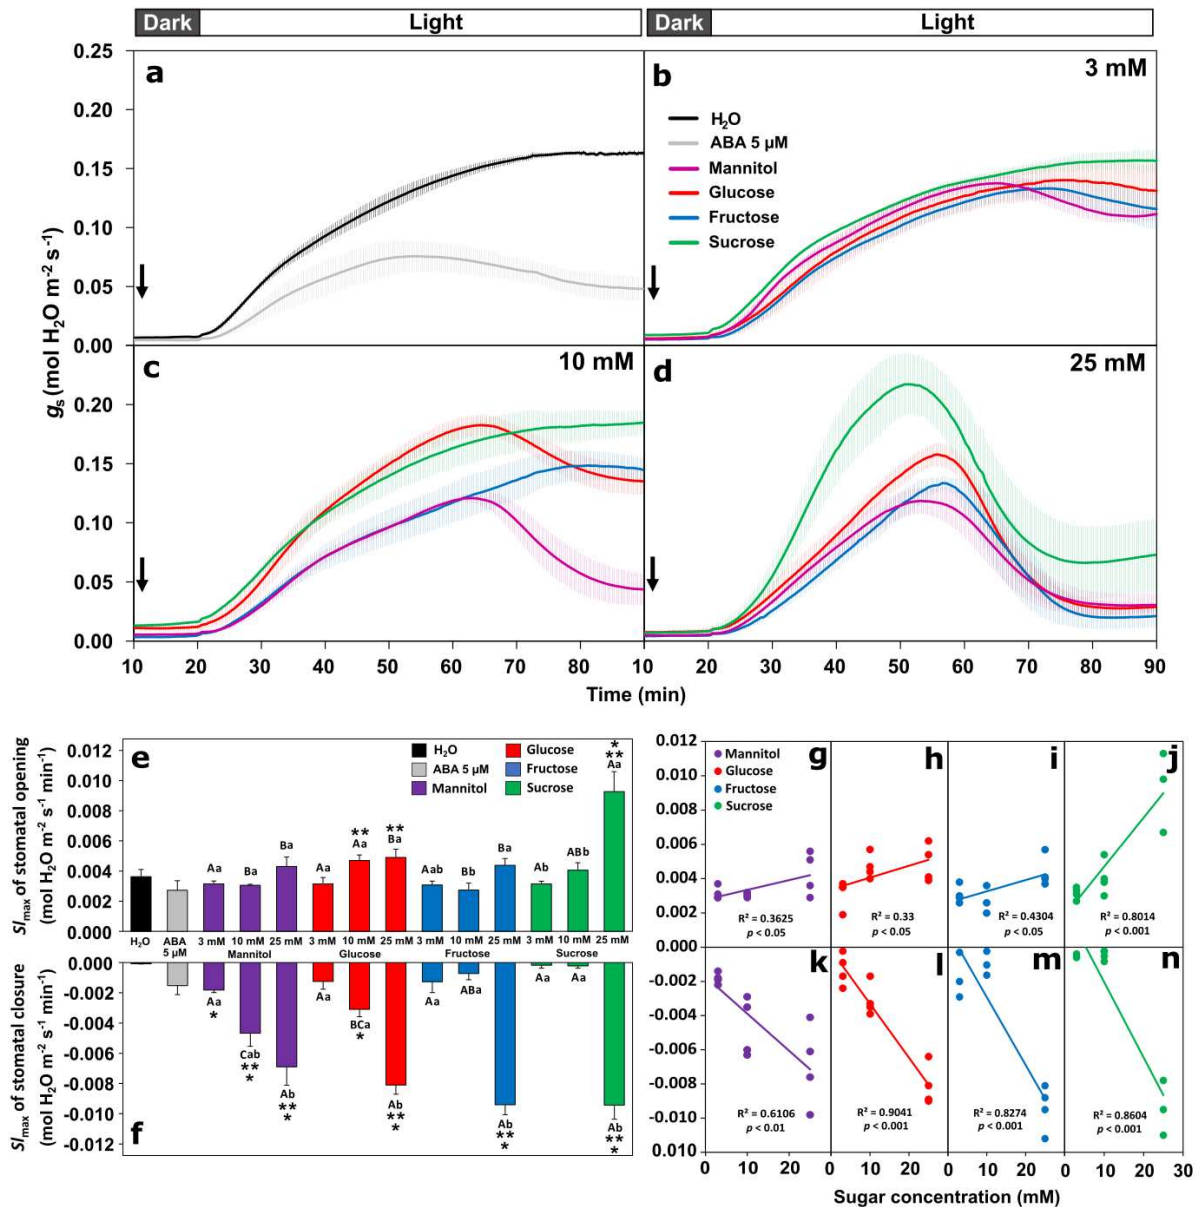 Dark Light Dark Light
0.25 a b 3 mM
0.20
0.15
0.10
0.05
0.00
H₂O
ABA 5 µM
Mannitol
Glucose
Fructose
Sucrose
gs (mol H₂O m⁻² s⁻¹)
c 10 mM d 25 mM
0.20
0.15
0.10
0.05
0.00
10 20 30 40 50 60 70 80 10 20 30 40 50 60 70 80 90
Time (min)
SImax of stomatal opening
(mol H₂O m⁻² s⁻¹ min⁻¹)
0.012 e
0.010
0.008
0.006
0.004
0.002
0.000
H₂O Glucose
ABA 5 µM Fructose
Mannitol Sucrose
*
**
Aa
** **
Aa Ba Aa Aa Ba Aab Bb Ba Ab ABb
H₂O ABA 3 mM 10 mM 25 mM 3 mM 10 mM 25 mM 3 mM 10 mM 25 mM 3 mM 10 mM 25 mM
5 µM Mannitol Glucose Fructose Sucrose
SImax of stomatal closure
(mol H₂O m⁻² s⁻¹ min⁻¹)
0.000
-0.002
-0.004
-0.006
-0.008
-0.010
-0.012
f
Aa
*
Cab
**
*
Ab
**
*
Aa
BCa
*
Ab
**
*
Aa
ABa
Ab
**
*
Aa
Aa
Ab
**
*
0.012 g h i j
0.010
0.008
0.006
0.004
0.002
0.000
Mannitol
Glucose
Fructose
Sucrose
R² = 0.3625 R² = 0.33 R² = 0.4304 R² = 0.8014
p < 0.05 p < 0.05 p < 0.05 p < 0.001
k l m n
-0.002
-0.004
-0.006
-0.008
-0.010
R² = 0.6106 R² = 0.9041 R² = 0.8274 R² = 0.8604
p < 0.01 p < 0.001 p < 0.001 p < 0.001
0 10 20 0 10 20 0 10 20 0 10 20 30
Sugar concentration (mM)